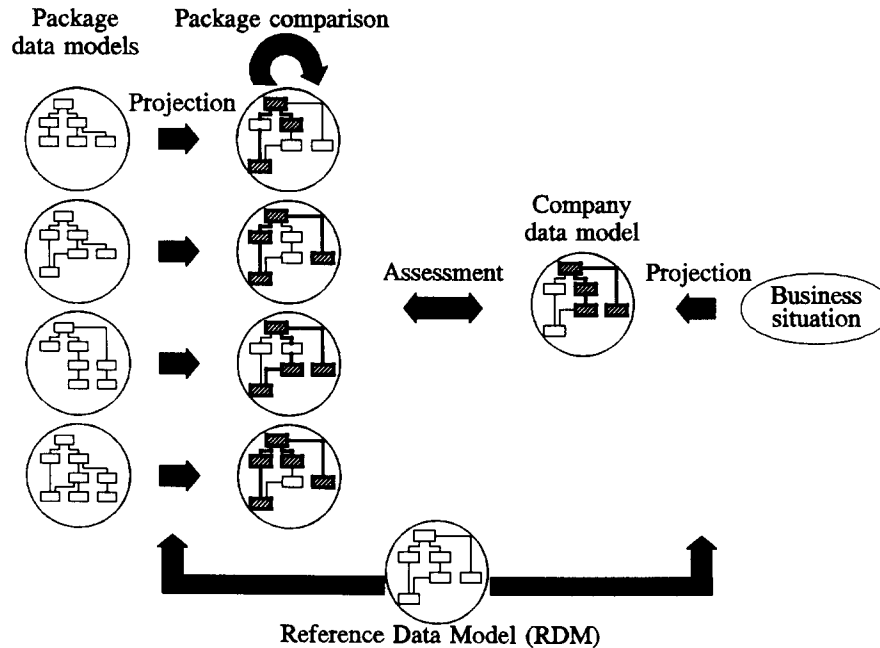 Package
data models
Package comparison
Projection
Assessment
Company
data model
Projection
Business
situation
Reference Data Model (RDM)